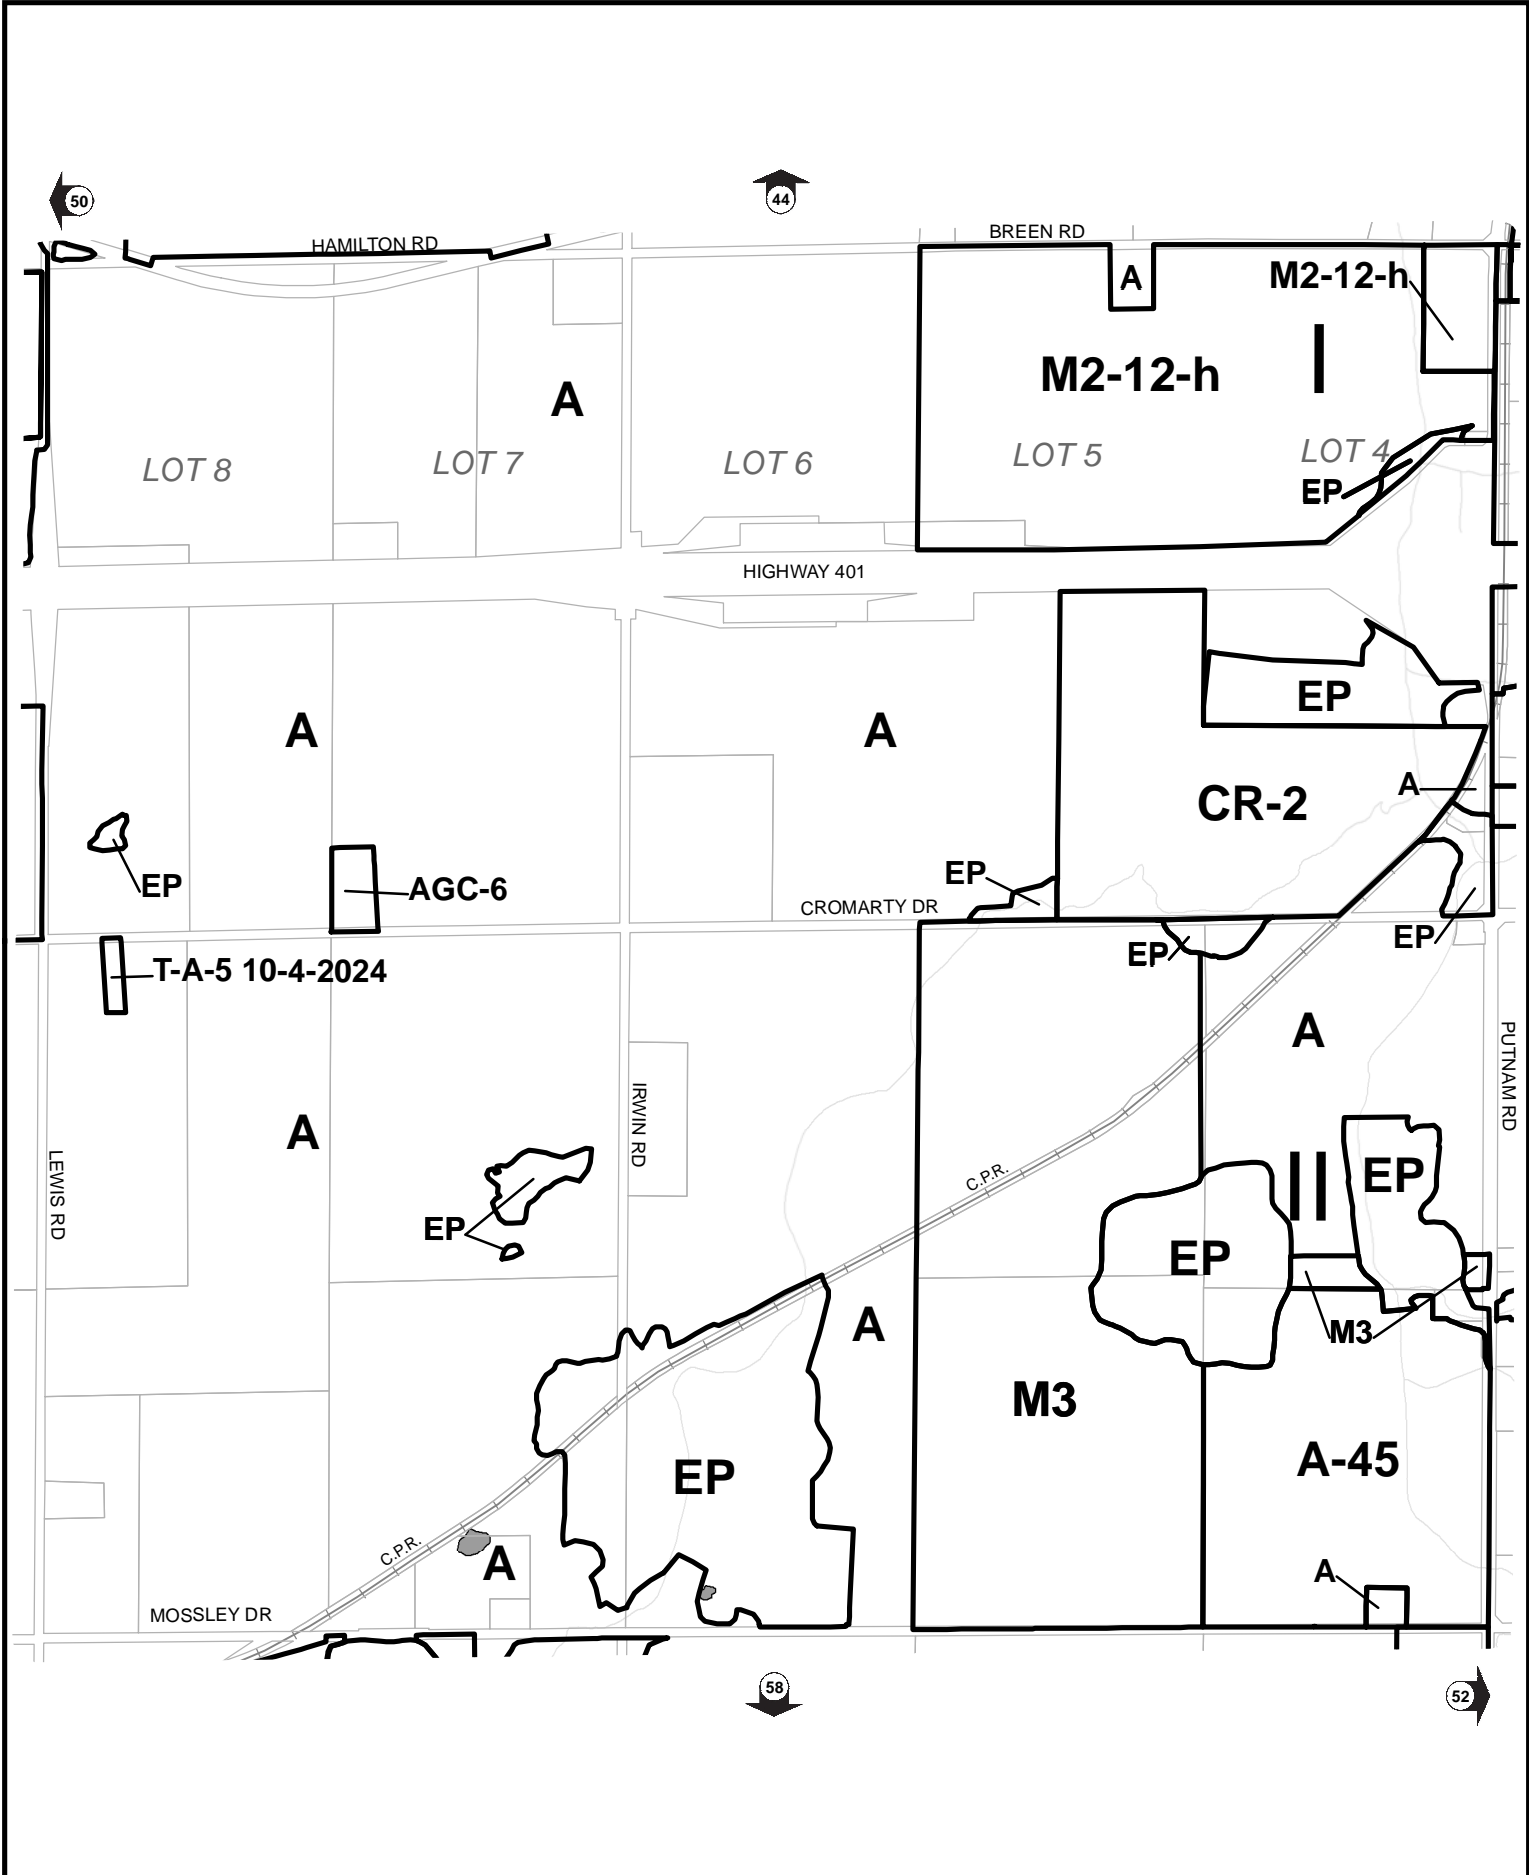 50
44
HAMILTON RD
BREEN RD
A
M2-12-h
M2-12-h
I
A
LOT 8
LOT 7
LOT 6
LOT 5
LOT 4
EP
HIGHWAY 401
EP
A
A
A
CR-2
EP
AGC-6
EP
CROMARTY DR
EP
EP
T-A-5 10-4-2024
A
PUTNAM RD
IRWIN RD
A
LEWIS RD
C.P.R.
II
EP
EP
EP
A
M3
M3
A-45
EP
C.P.R.
A
A
MOSSLEY DR
58
52